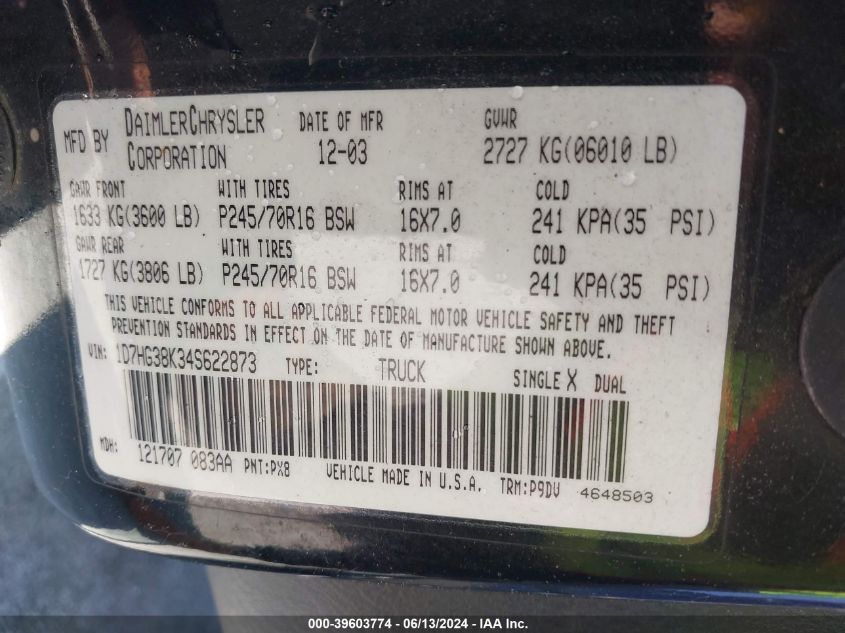 MFD BY DAIMLERCHRYSLER CORPORATION DATE OF MFR 12-03 GVWR 2727 KG(06010 LB)
GAWR FRONT WITH TIRES RIMS AT COLD
1633 KG(3600 LB) P245/70R16 BSW 16X7.0 241 KPA(35 PSI)
GAWR REAR WITH TIRES RIMS AT COLD
1727 KG(3806 LB) P245/70R16 BSW 16X7.0 241 KPA(35 PSI)
THIS VEHICLE CONFORMS TO ALL APPLICABLE FEDERAL MOTOR VEHICLE SAFETY AND THEFT
PREVENTION STANDARDS IN EFFECT ON THE DATE OF MANUFACTURE SHOWN ABOVE.
VIN: 1D7HG38K34S622873 TYPE: TRUCK SINGLE X DUAL
MDH: 121707 083AA PNT:PX8 VEHICLE MADE IN U.S.A. TRM:P9DV 4648503
000-39603774 - 06/13/2024 - IAA Inc.